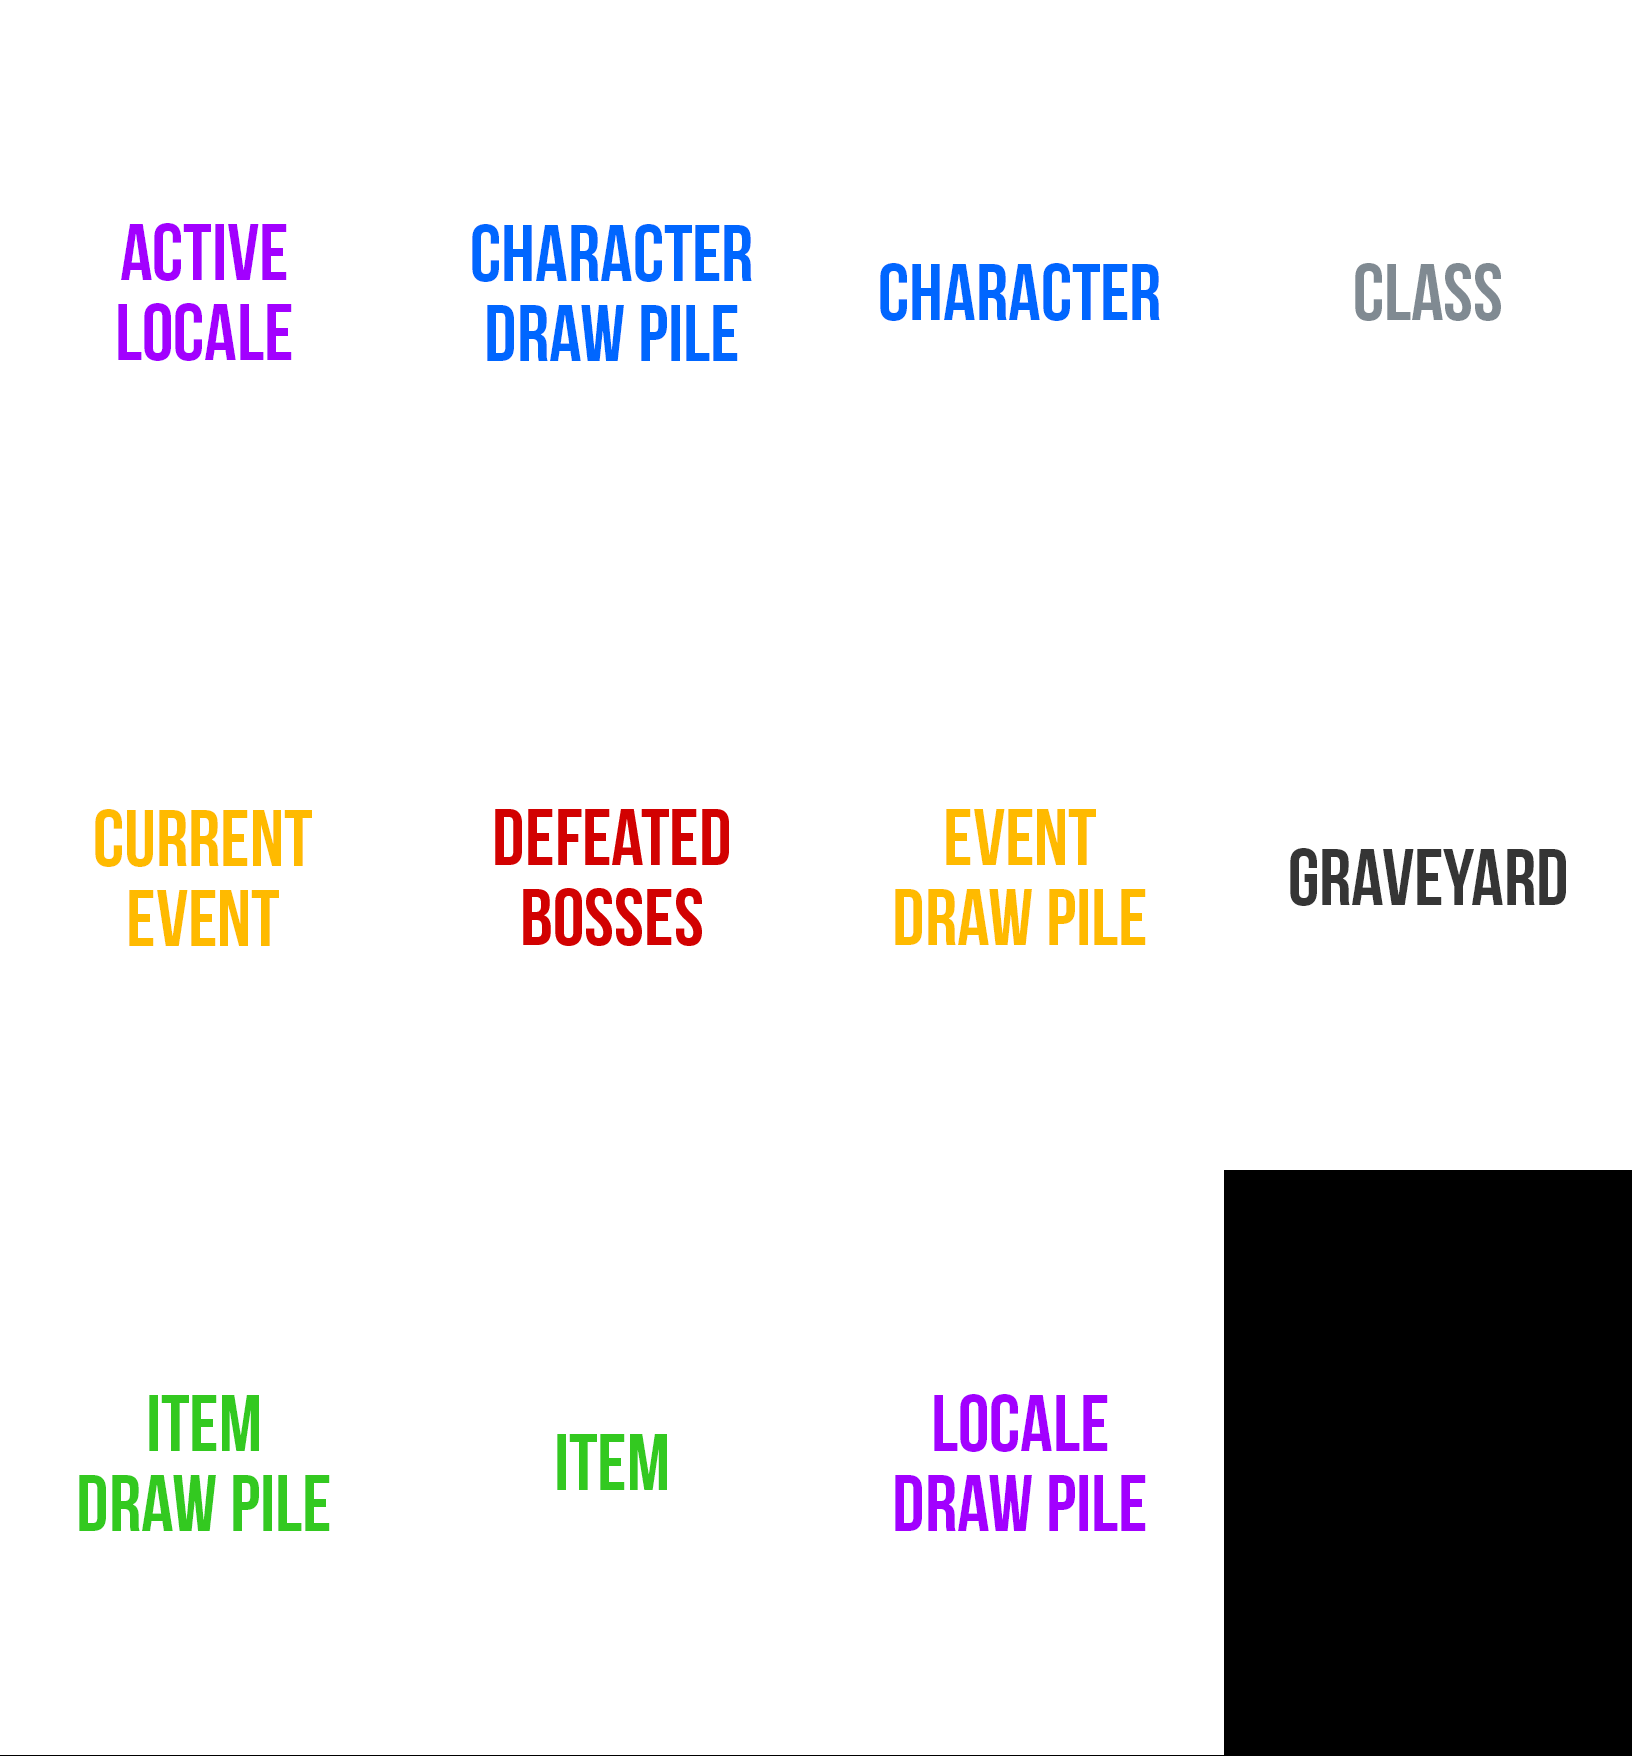 ACTIVE
LOCALE
CHARACTER
DRAW PILE
CHARACTER
CLASS
CURRENT
EVENT
DEFEATED
BOSSES
EVENT
DRAW PILE
GRAVEYARD
ITEM
DRAW PILE
ITEM
LOCALE
DRAW PILE